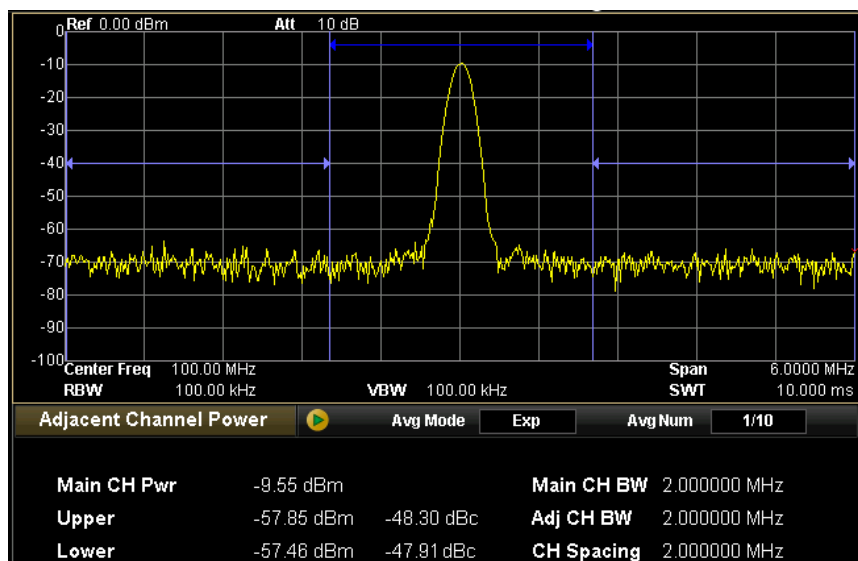 Ref 0.00 dBm Att 10 dB
0
-10
-20
-30
-40
-50
-60
-70
-80
-90
-100
Center Freq 100.00 MHz Span 6.0000 MHz
RBW 100.00 kHz VBW 100.00 kHz SWT 10.000 ms
Adjacent Channel Power Avg Mode Exp Avg Num 1/10
Main CH Pwr -9.55 dBm Main CH BW 2.000000 MHz
Upper -57.85 dBm -48.30 dBc Adj CH BW 2.000000 MHz
Lower -57.46 dBm -47.91 dBc CH Spacing 2.000000 MHz